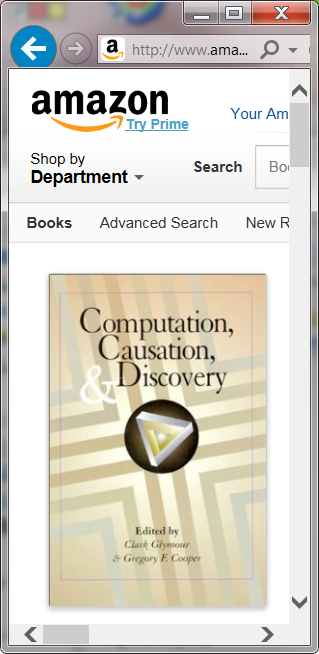 http://www.ama...
amazon
Try Prime
Your Am
Shop by
Department
Search
Boo
Books
Advanced Search
New R
Computation,
Causation,
& Discovery
Edited by
Clark Glymour
& Gregory F. Cooper